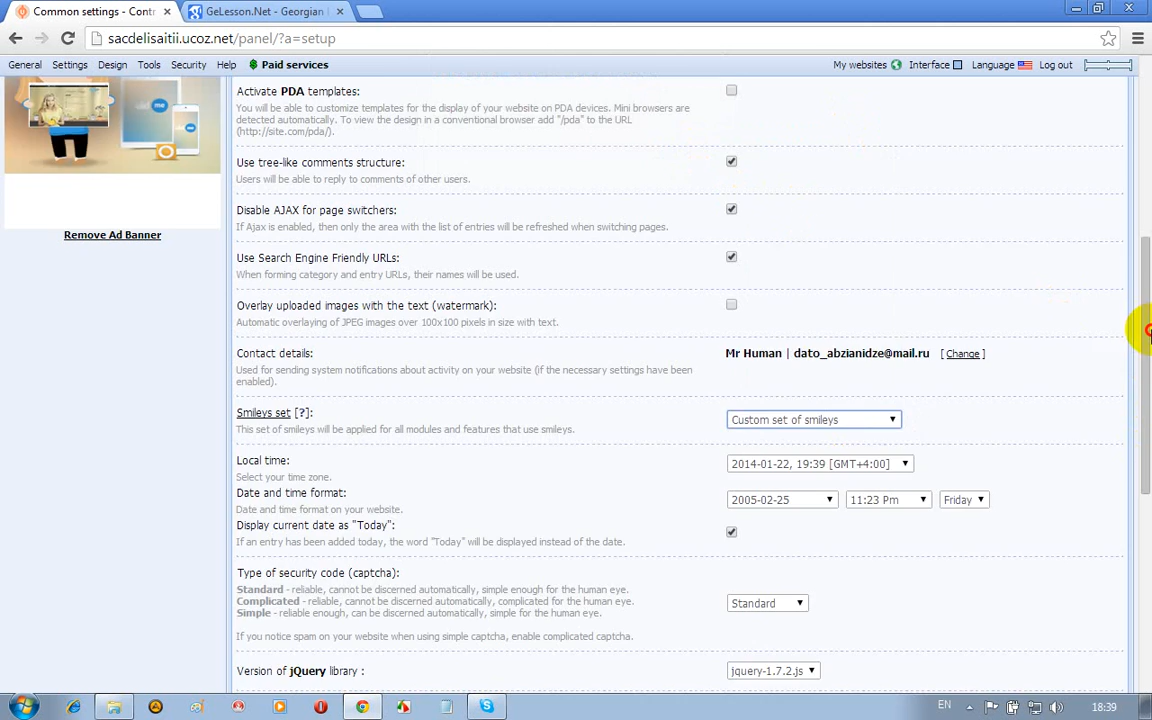 Common settings - Contr
GeLesson.Net - Georgian
sacdelisaitii.ucoz.net/panel/?a=setup
General Settings Design Tools Security Help $ Paid services My websites Interface Language Log out
me
Remove Ad Banner
Activate PDA templates:
You will be able to customize templates for the display of your website on PDA devices. Mini browsers are
detected automatically. To view the design in a conventional browser add "/pda" to the URL
(http://site.com/pda/).
Use tree-like comments structure:
Users will be able to reply to comments of other users.
Disable AJAX for page switchers:
If Ajax is enabled, then only the area with the list of entries will be refreshed when switching pages.
Use Search Engine Friendly URLs:
When forming category and entry URLs, their names will be used.
Overlay uploaded images with the text (watermark):
Automatic overlaying of JPEG images over 100x100 pixels in size with text.
Contact details:
Mr Human | dato_abzianidze@mail.ru [ Change ]
Used for sending system notifications about activity on your website (if the necessary settings have been
enabled).
Smileys set [?]:
Custom set of smileys
This set of smileys will be applied for all modules and features that use smileys.
Local time:
2014-01-22, 19:39 [GMT+4:00]
Select your time zone.
Date and time format:
2005-02-25 11:23 Pm Friday
Date and time format on your website.
Display current date as "Today":
If an entry has been added today, the word "Today" will be displayed instead of the date.
Type of security code (captcha):
Standard - reliable, cannot be discerned automatically, simple enough for the human eye.
Complicated - reliable, cannot be discerned automatically, complicated for the human eye.
Standard
Simple - reliable enough, can be discerned automatically, simple for the human eye.
If you notice spam on your website when using simple captcha, enable complicated captcha.
Version of jQuery library :
jquery-1.7.2.js
EN 18:39